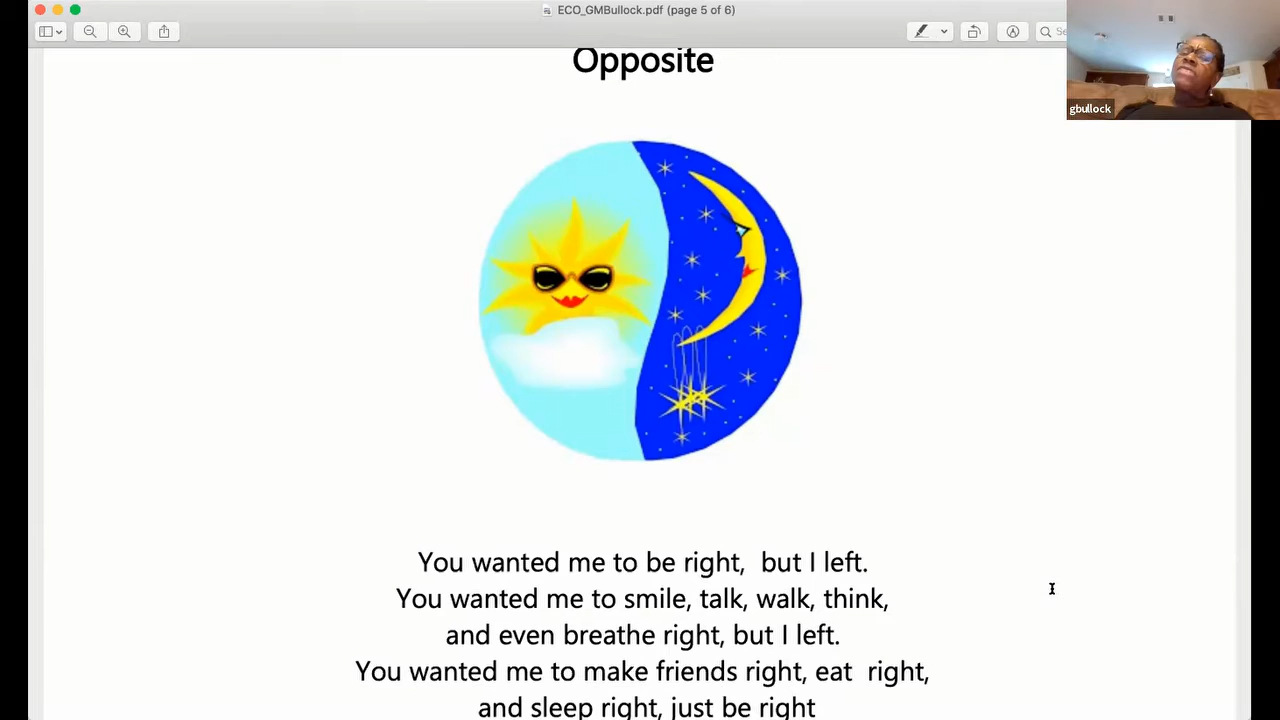 ECO_GMBullock.pdf (page 5 of 6)
Se
gbullock
Opposite
You wanted me to be right,  but I left.
You wanted me to smile, talk, walk, think,
and even breathe right, but I left.
You wanted me to make friends right, eat  right,
and sleep right, just be right